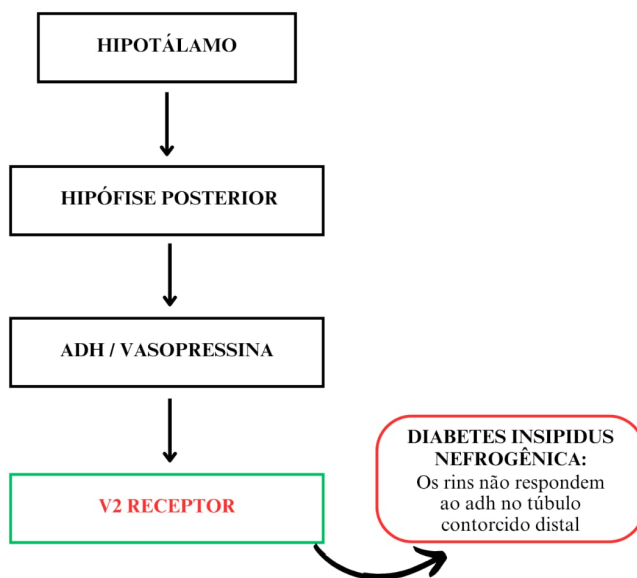 HIPOTÁLAMO
HIPÓFISE POSTERIOR
ADH / VASOPRESSINA
V2 RECEPTOR
DIABETES INSIPIDUS
NEFROGÊNICA:
Os rins não respondem
ao adh no túbulo
contorcido distal